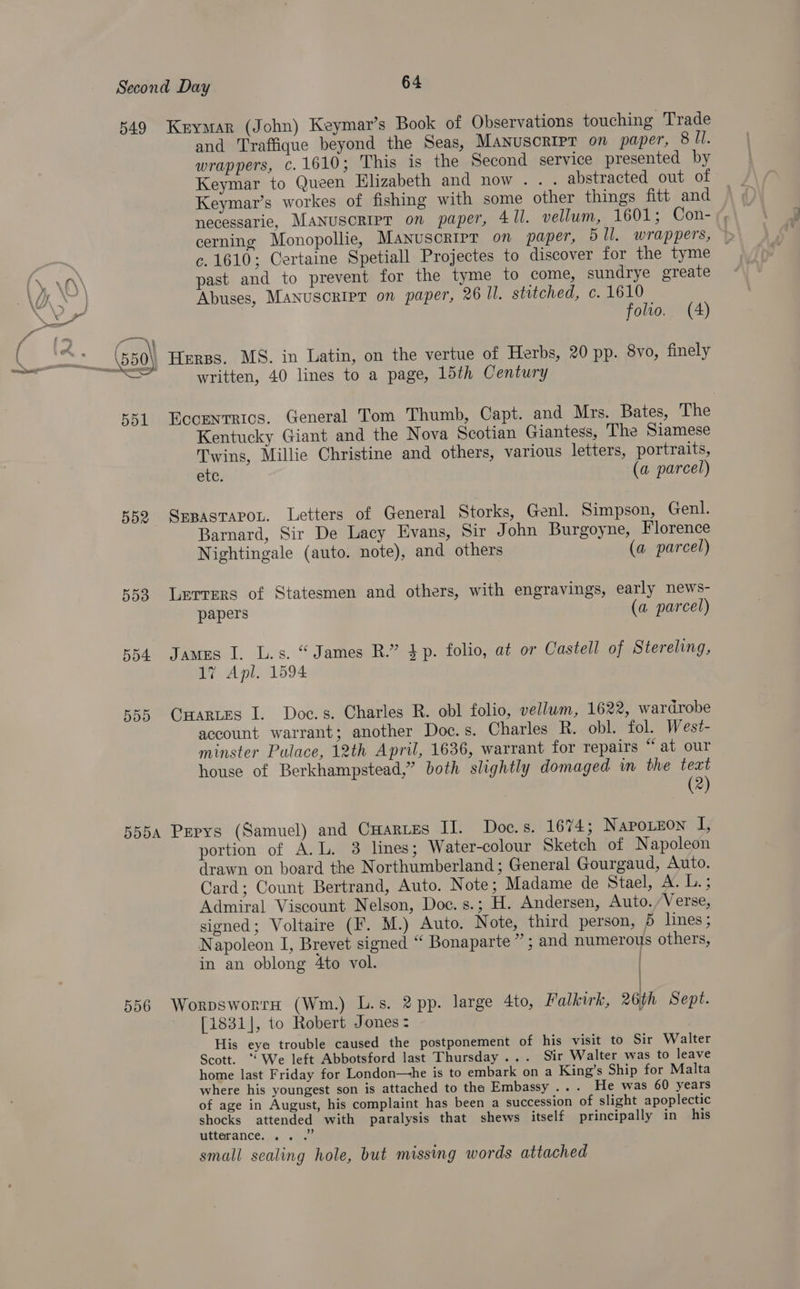 Second Day 64
549 KEYMAR (John) Keymar's Book of Observations touching Trade
and Traffique beyond the Seas, MANUSCRIPT on paper, 8 ll.
wrappers, c. 1610; This is the Second service presented by
Keymar to Queen Elizabeth and now . . . abstracted out of
Keymar's workes of fishing with some other things fitt and
necessarie, MANUSCRIPT on paper, 4 ll. vellum, 1601; Con-
cerning Monopollie, MANUSCRIPT on paper, 5 ll. wrappers,
c. 1610; Certaine Spetiall Projectes to discover for the tyme
past and to prevent for the tyme to come, sundrye greate
Abuses, MANUSCRIPT on paper, 26 ll. stitched, c. 1610
folio. (4)
550 HERBS. MS. in Latin, on the vertue of Herbs, 20 pp. 8vo, finely
written, 40 lines to a page, 15th Century
551 ECCENTRICS. General Tom Thumb, Capt. and Mrs. Bates, The
Kentucky Giant and the Nova Scotian Giantess, The Siamese
Twins, Millie Christine and others, various letters, portraits,
etc. (a parcel)
552 SEBASTAPOL. Letters of General Storks, Genl. Simpson, Genl.
Barnard, Sir De Lacy Evans, Sir John Burgoyne, Florence
Nightingale (auto. note), and others (a parcel)
553 LETTERS of Statesmen and others, with engravings, early news-
papers (a parcel)
554 JAMES I. L.s. “James R.” ½ p. folio, at or Castell of Stereling,
17 Apl. 1594
555 CHARLES I. Doc. s. Charles R. obl folio, vellum, 1622, wardrobe
account warrant; another Doc. s. Charles R. obl. fol. West-
minster Palace, 12th April, 1636, warrant for repairs “at our
house of Berkhampstead,” both slightly domaged in the text
(2)
555A PEPYS (Samuel) and CHARLES II. Doc. s. 1674; NAPOLEON I,
portion of A.L. 3 lines; Water-colour Sketch of Napoleon
drawn on board the Northumberland; General Gourgaud, Auto.
Card; Count Bertrand, Auto. Note; Madame de Stael, A. L.;
Admiral Viscount Nelson, Doc. s.; H. Andersen, Auto. Verse,
signed; Voltaire (F. M.) Auto. Note, third person, 5 lines;
Napoleon I, Brevet signed “Bonaparte”; and numerous others,
in an oblong 4to vol.
556 WORDSWORTH (Wm.) L.s. 2 pp. large 4to, Falkirk, 26th Sept.
[1831], to Robert Jones:
His eye trouble caused the postponement of his visit to Sir Walter
Scott. “We left Abbotsford last Thursday . . . Sir Walter was to leave
home last Friday for London—he is to embark on a King's Ship for Malta
where his youngest son is attached to the Embassy . . . He was 60 years
of age in August, his complaint has been a succession of slight apoplectic
shocks attended with paralysis that shews itself principally in his
utterance. . . .”
small sealing hole, but missing words attached